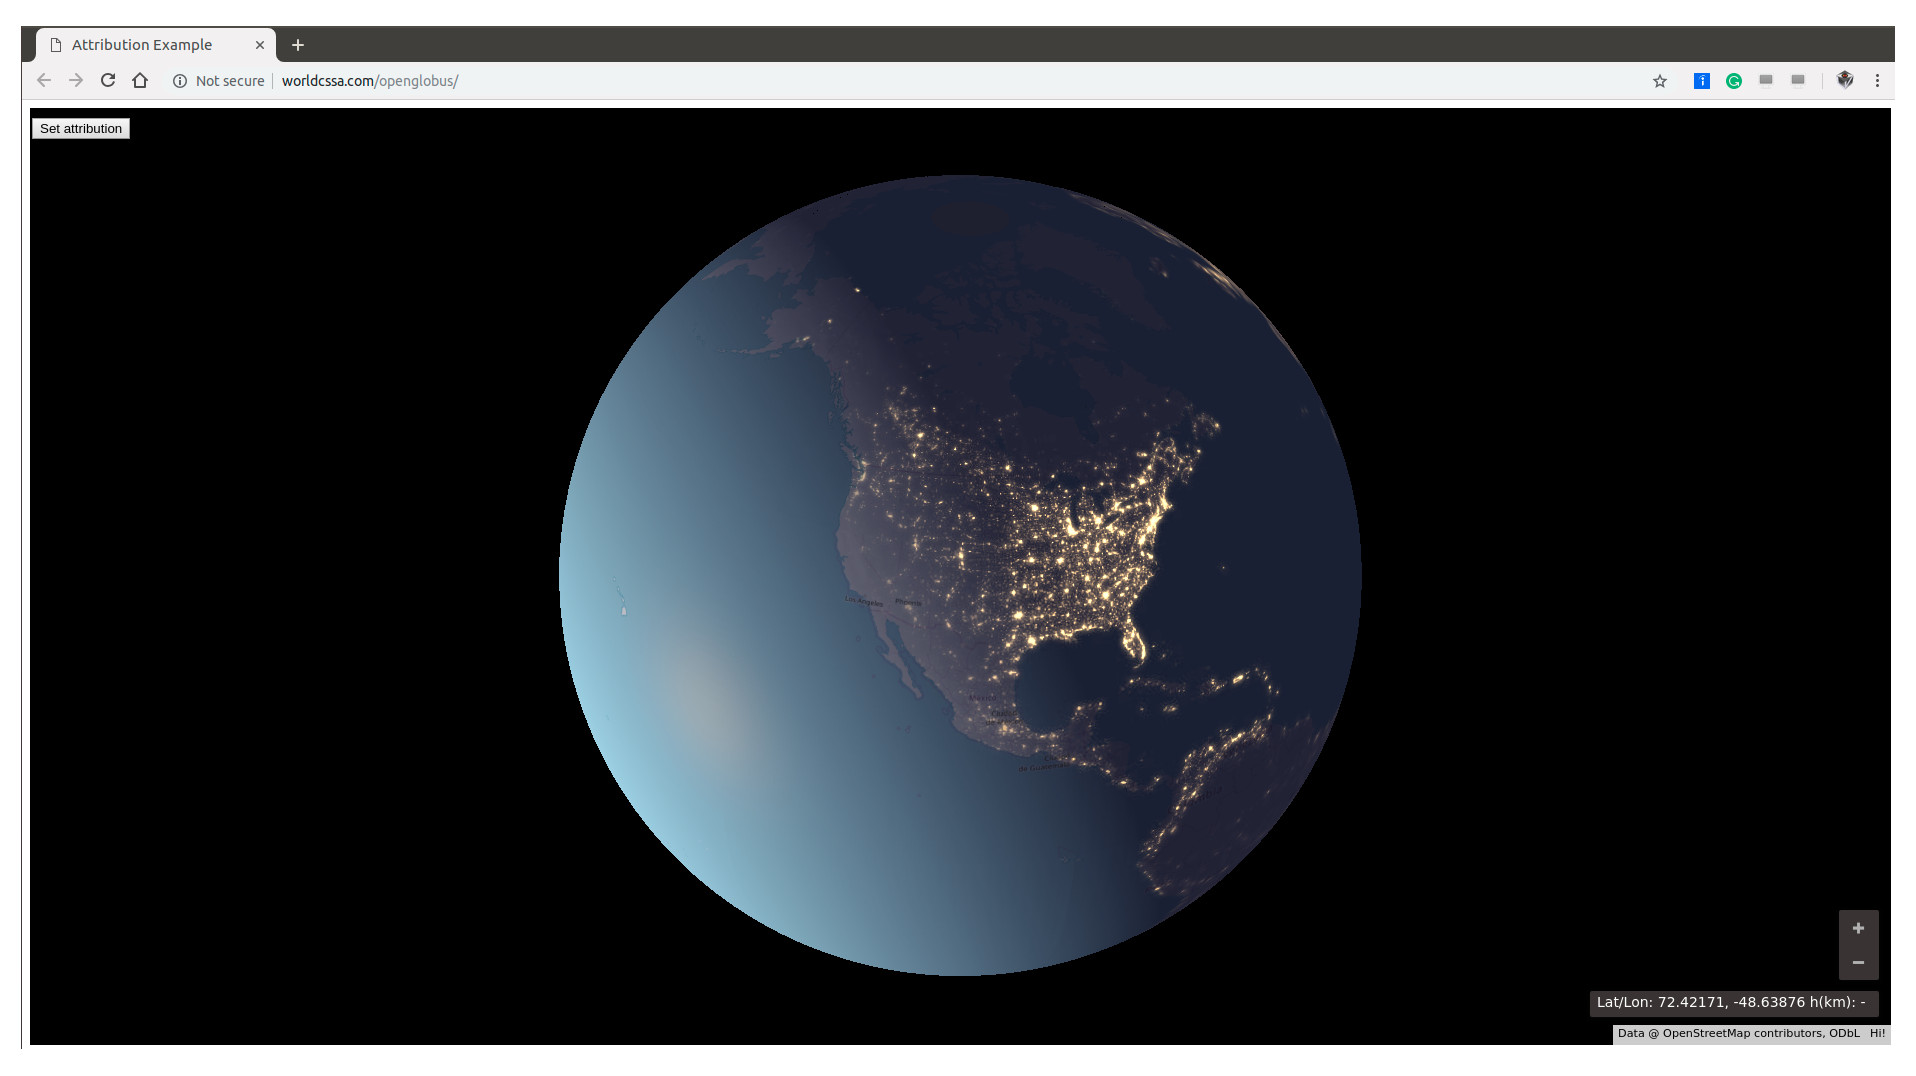 Attribution Example
Not secure
worldcssa.com/openglobus/
Set attribution
Los Angeles
Phoenix
Lat/Lon: 72.42171, -48.63876 h(km): -
Data @ OpenStreetMap contributors, ODbL Hi!